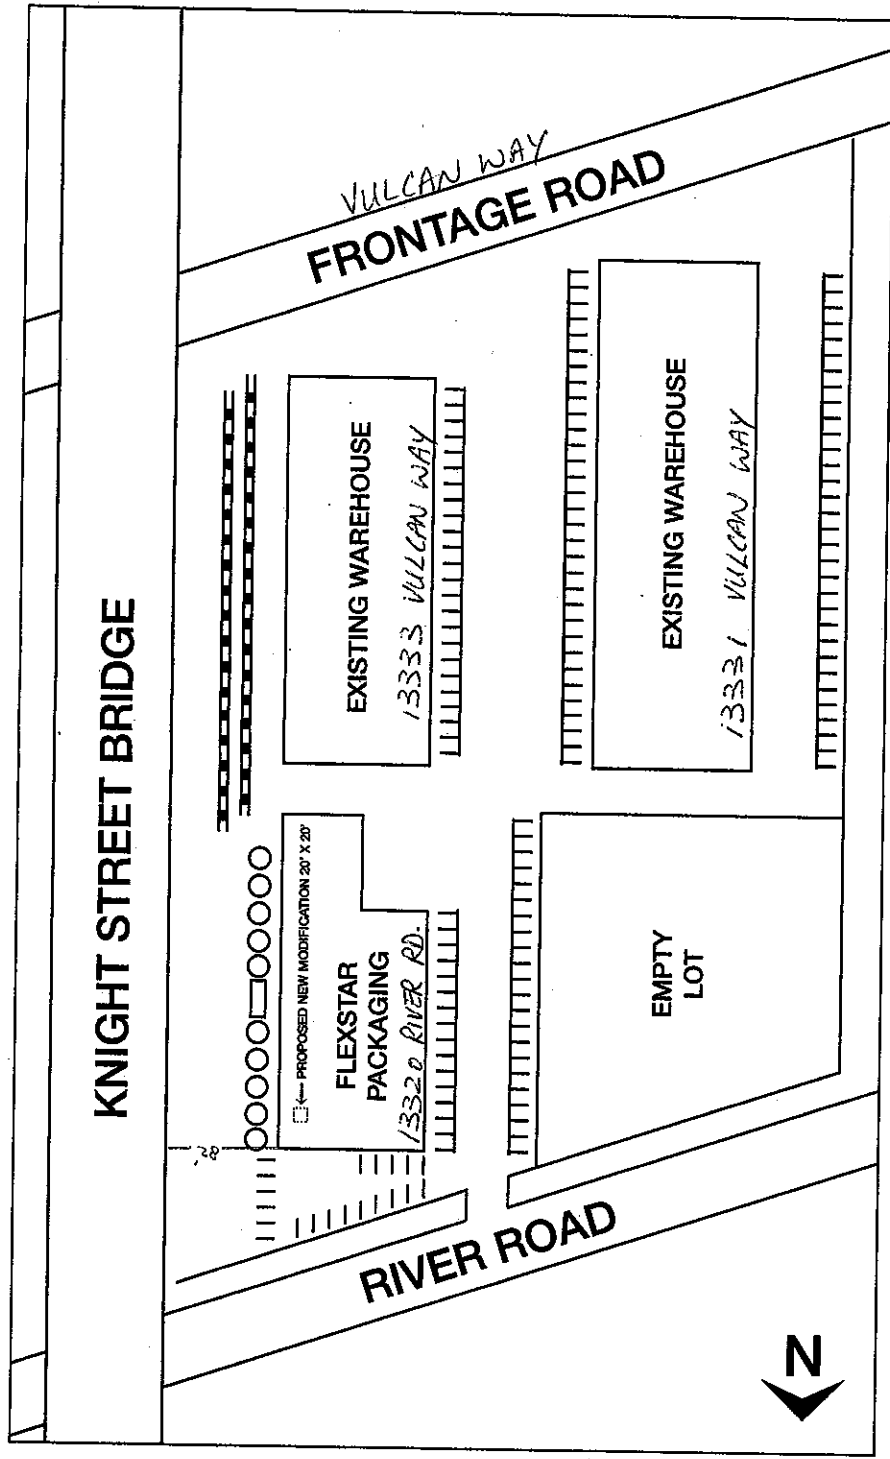 KNIGHT STREET BRIDGE
VULCAN WAY
FRONTAGE ROAD
EXISTING WAREHOUSE
13333 VULCAN WAY
EXISTING WAREHOUSE
13331 VULCAN WAY
PROPOSED NEW MODIFICATION 20' X 20'
FLEXSTAR
PACKAGING
13320 RIVER RD.
82'
EMPTY
LOT
RIVER ROAD
N